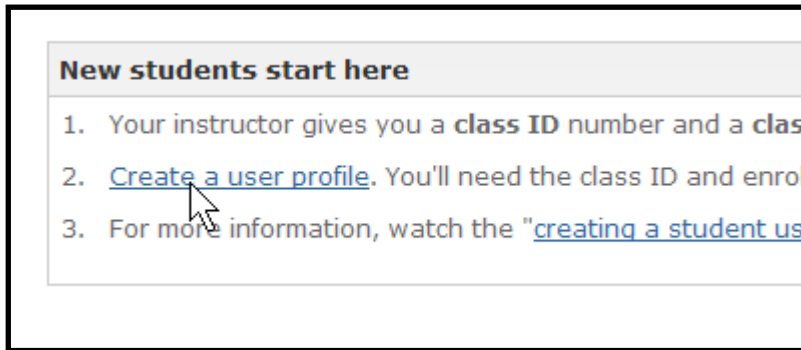 New students start here
1. Your instructor gives you a class ID number and a
2. Create a user profile. You'll need the class ID and
3. For more information, watch the "creating a student